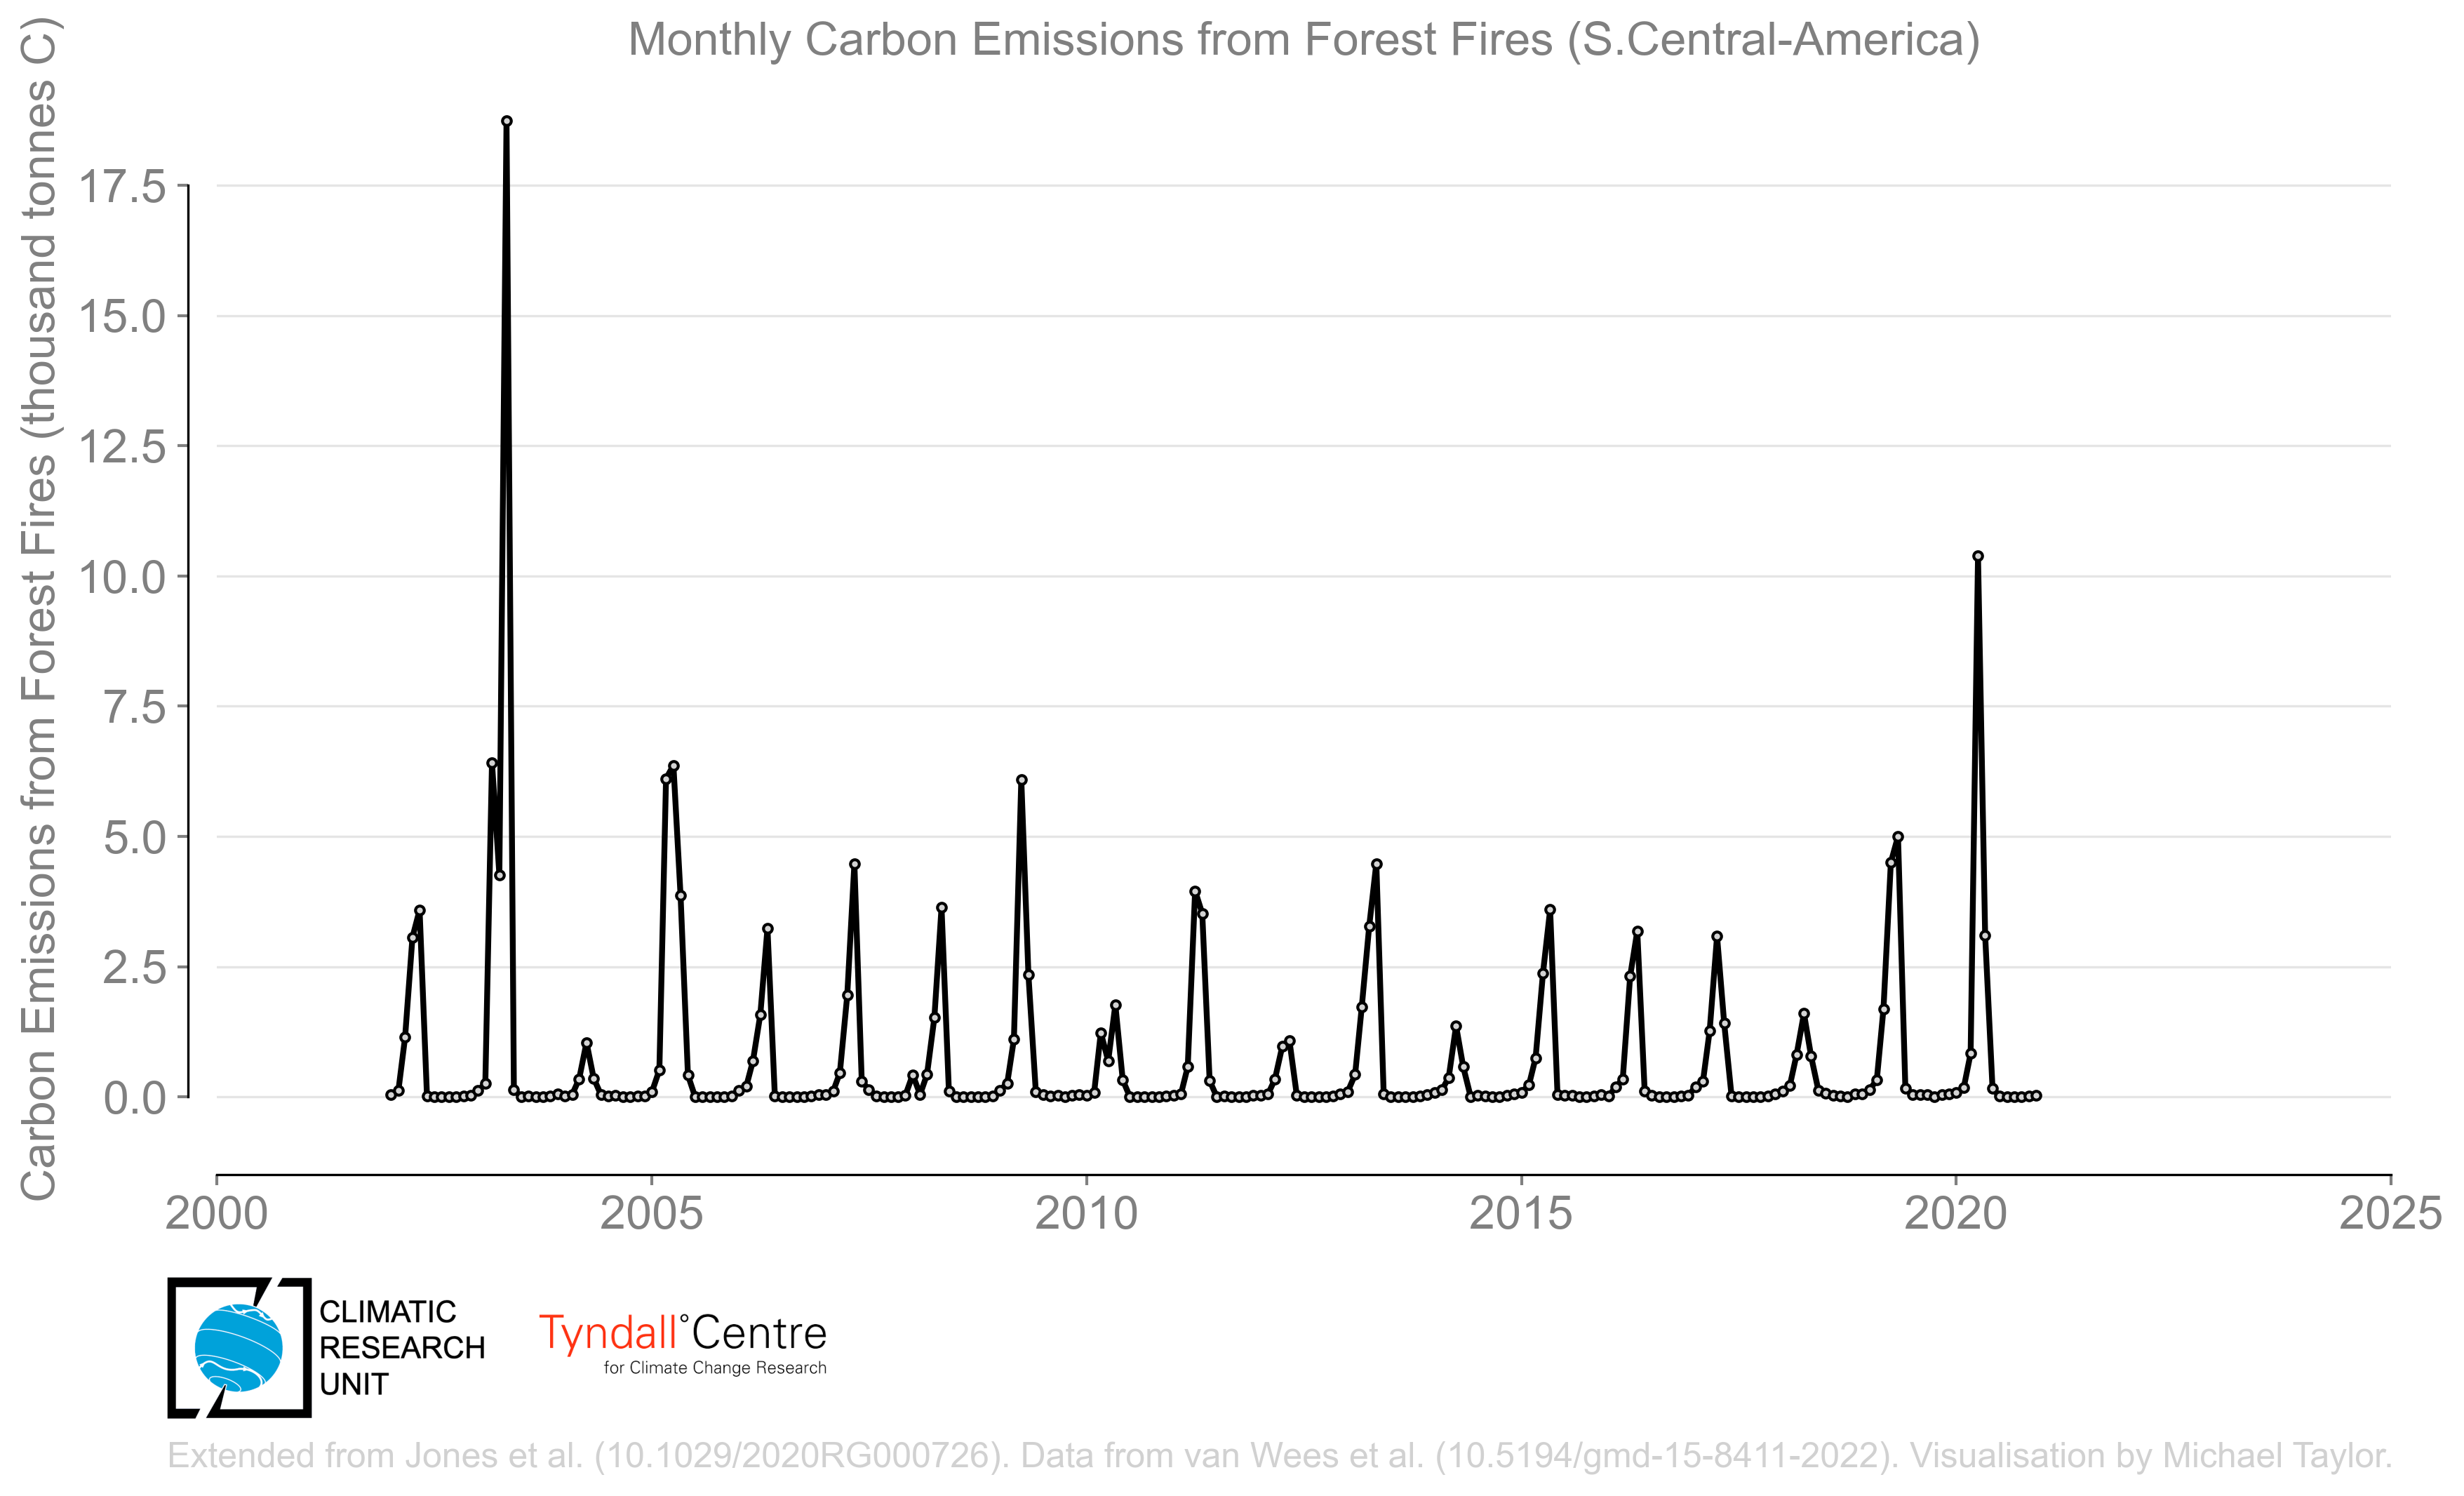 Monthly Carbon Emissions from Forest Fires (S.Central-America)
Carbon Emissions from Forest Fires (thousand tonnes C)
17.5
15.0
12.5
10.0
7.5
5.0
2.5
0.0
2000
2005
2010
2015
2020
2025
CLIMATIC
RESEARCH
UNIT
Tyndall°Centre
for Climate Change Research
Extended from Jones et al. (10.1029/2020RG000726). Data from van Wees et al. (10.5194/gmd-15-8411-2022). Visualisation by Michael Taylor.